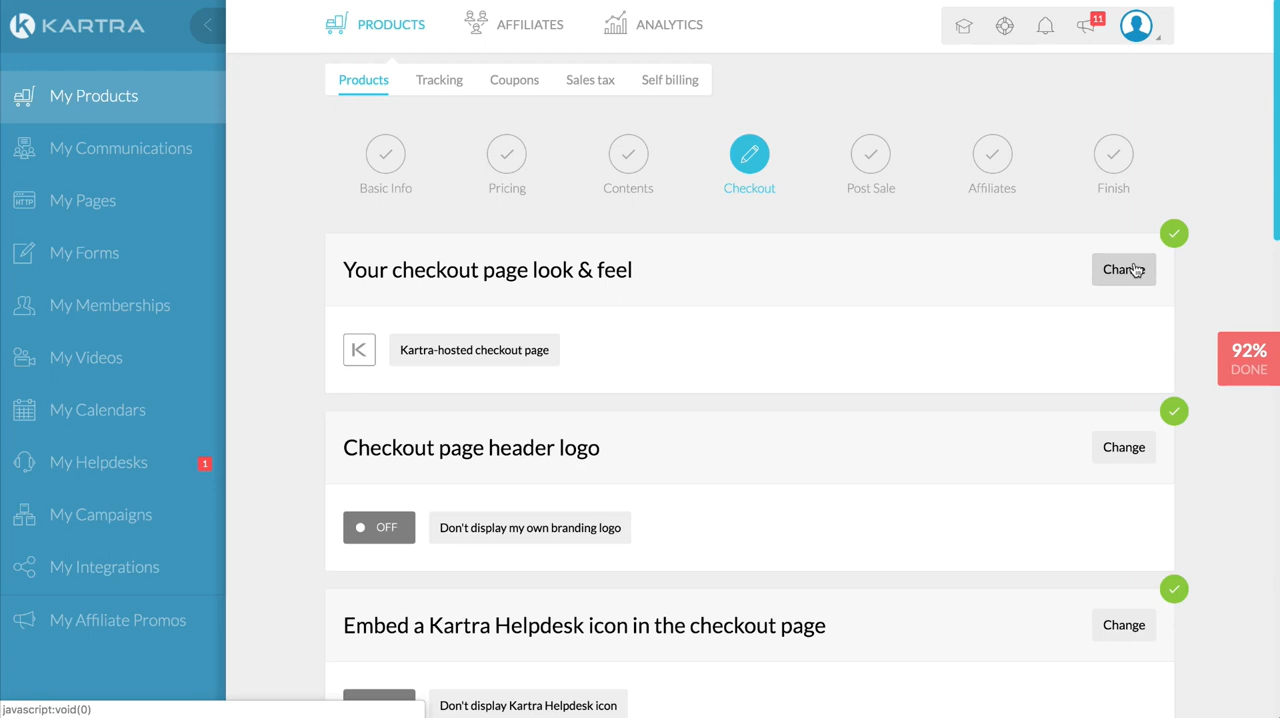 KARTRA
PRODUCTS
AFFILIATES
ANALYTICS
11
My Products
My Communications
My Pages
HTTP
My Forms
My Memberships
My Videos
My Calendars
My Helpdesks
1
My Campaigns
My Integrations
My Affiliate Promos
Products
Tracking
Coupons
Sales tax
Self billing
Basic Info
Pricing
Contents
Checkout
Post Sale
Affiliates
Finish
Your checkout page look & feel
Change
K
Kartra-hosted checkout page
92%
DONE
Checkout page header logo
Change
OFF
Don't display my own branding logo
Embed a Kartra Helpdesk icon in the checkout page
Change
Don't display Kartra Helpdesk icon
javascript:void(0)